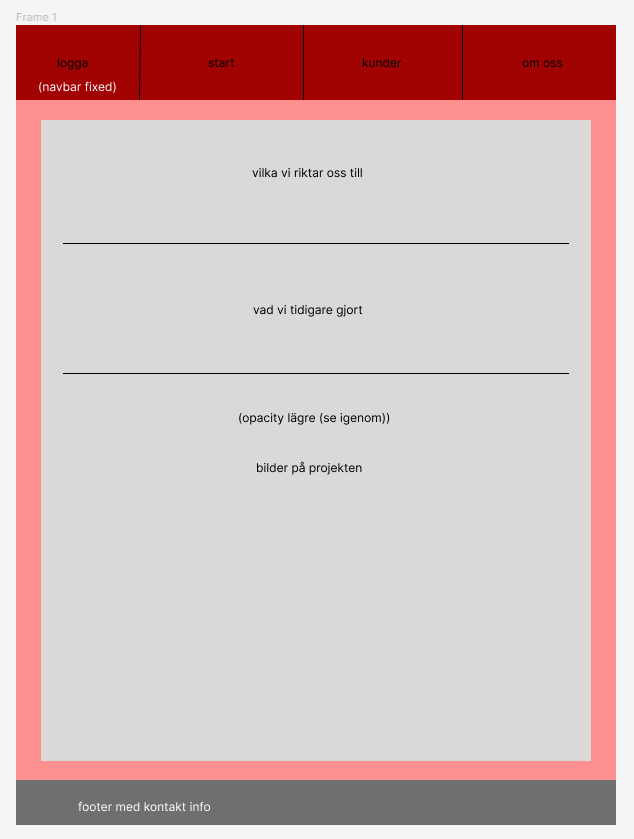 Frame 1
logga
start
kunder
om oss
(navbar fixed)
vilka vi riktar oss till
vad vi tidigare gjort
(opacity lägre (se igenom))
bilder på projekten
footer med kontakt info